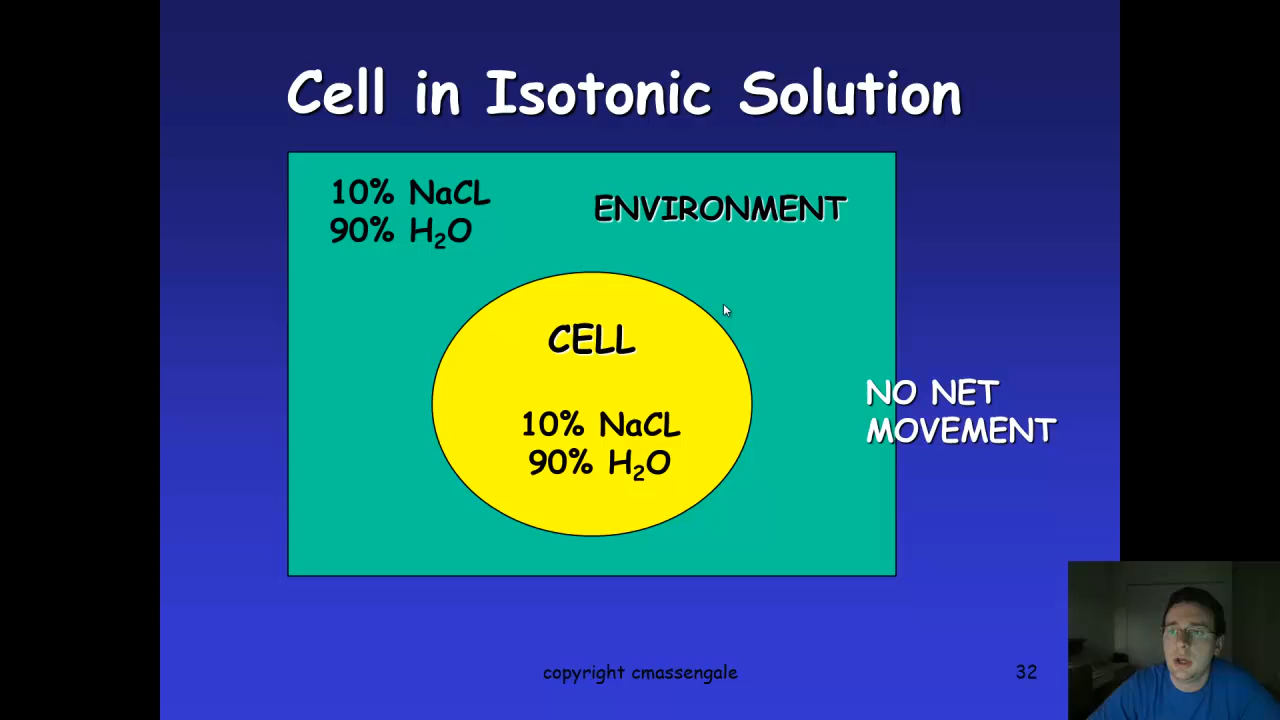 Cell in Isotonic Solution
10% NaCL
90% H₂O
ENVIRONMENT
CELL
10% NaCL
90% H₂O
NO NET
MOVEMENT
copyright cmassengale
32